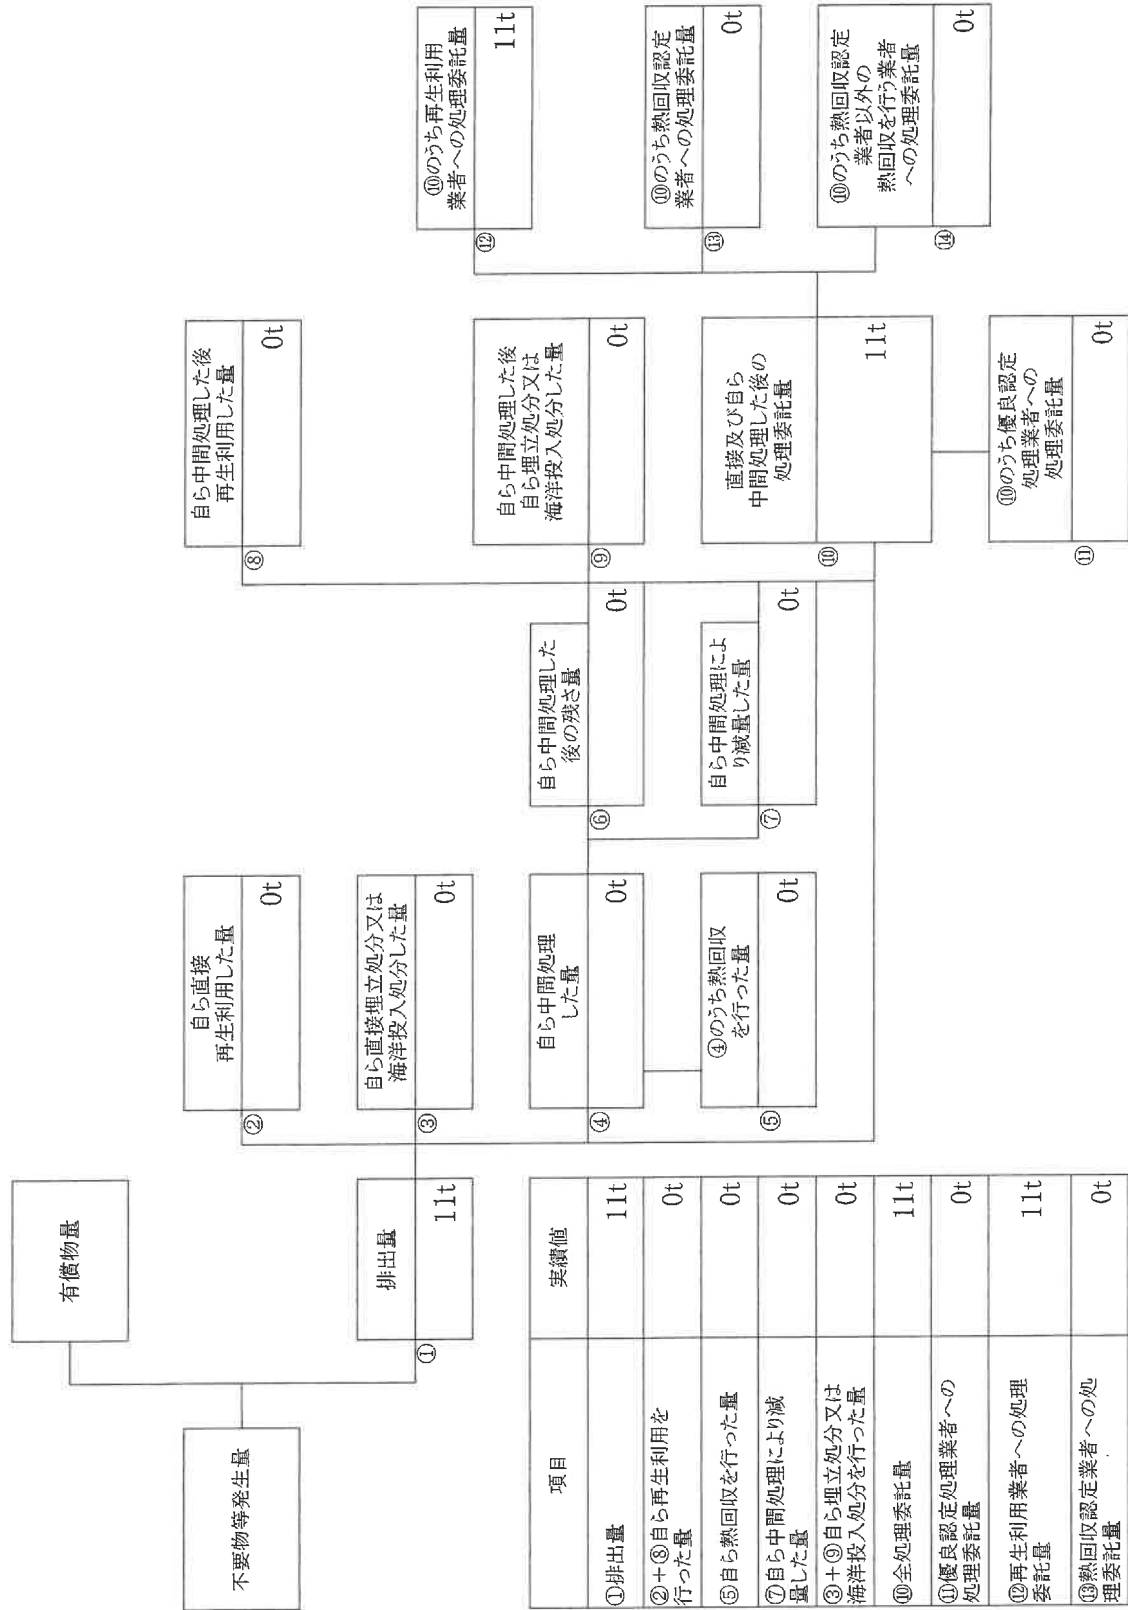 不要物等発生量
有償物量
①
排出量
11t
②
自ら直接
再生利用した量
0t
③
自ら直接埋立処分又は
海洋投入処分した量
0t
④
自ら中間処理
した量
0t
⑤
④のうち熱回収
を行った量
0t
⑥
自ら中間処理した
後の残さ量
0t
⑦
自ら中間処理によ
り減量した量
0t
⑧
自ら中間処理した後
再生利用した量
0t
⑨
自ら中間処理した後
自ら埋立処分又は
海洋投入処分した量
0t
⑩
直接及び自ら
中間処理した後の
処理委託量
11t
⑪
⑩のうち優良認定
処理業者への
処理委託量
0t
⑫
⑩のうち再生利用
業者への処理委託量
11t
⑬
⑩のうち熱回収認定
業者への処理委託量
0t
⑭
⑩のうち熱回収認定
業者以外の
熱回収を行う業者
への処理委託量
0t
項目 実績値
①排出量 11t
②+⑧自ら再生利用を
行った量 0t
⑤自ら熱回収を行った量 0t
⑦自ら中間処理により減
量した量 0t
③+⑨自ら埋立処分又は
海洋投入処分を行った量 0t
⑩全処理委託量 11t
⑪優良認定処理業者への
処理委託量 0t
⑫再生利用業者への処理
委託量 11t
⑬熱回収認定業者への処
理委託量 0t